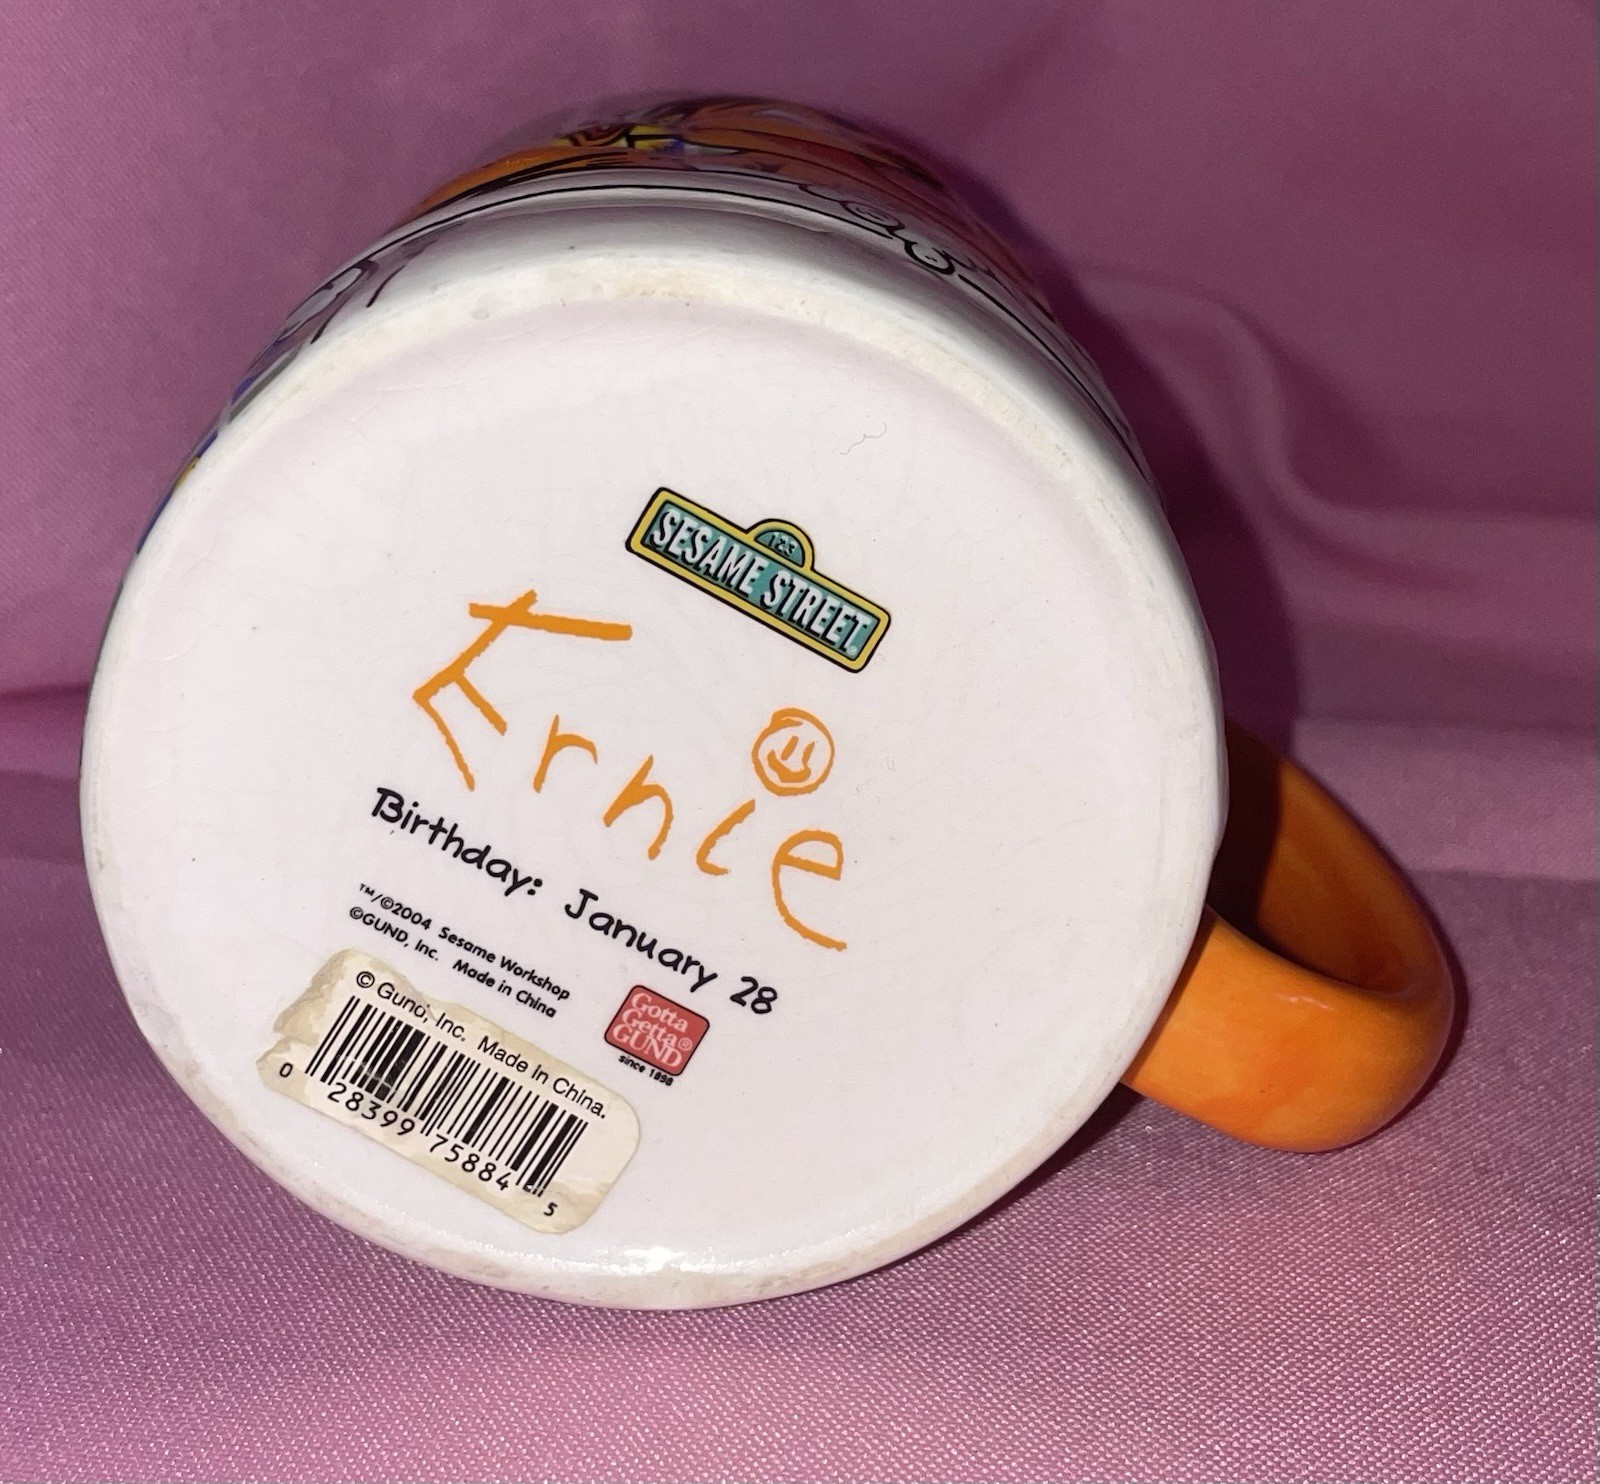 123
SESAME STREET
Ernie
Birthday: January 28
™/©2004 Sesame Workshop
©GUND, Inc. Made in China
Gotta
Getta®
GUND
since 1898
© Gund, Inc. Made in China.
0 28399 75884 5